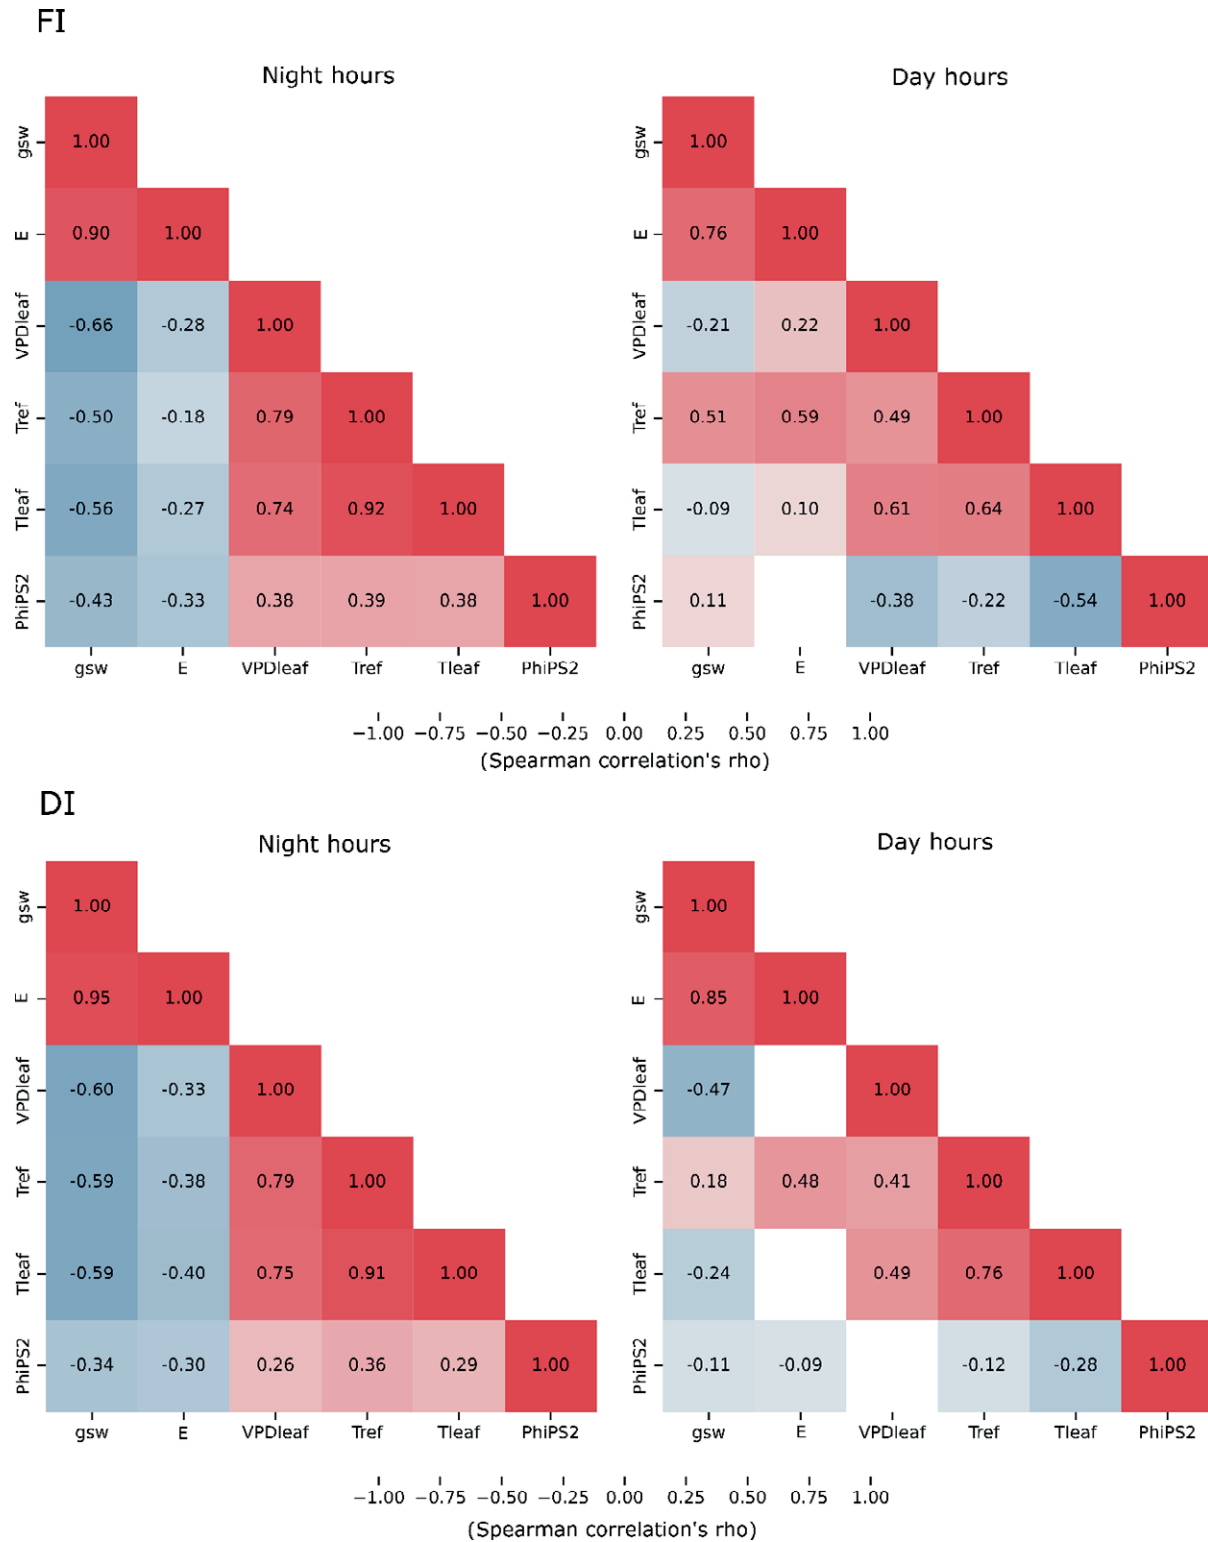 FI
Night hours
gsw 1.00
E 0.90 1.00
VPDleaf -0.66 -0.28 1.00
Tref -0.50 -0.18 0.79 1.00
Tleaf -0.56 -0.27 0.74 0.92 1.00
PhiPS2 -0.43 -0.33 0.38 0.39 0.38 1.00
gsw E VPDleaf Tref Tleaf PhiPS2
Day hours
gsw 1.00
E 0.76 1.00
VPDleaf -0.21 0.22 1.00
Tref 0.51 0.59 0.49 1.00
Tleaf -0.09 0.10 0.61 0.64 1.00
PhiPS2 0.11 -0.38 -0.22 -0.54 1.00
gsw E VPDleaf Tref Tleaf PhiPS2
−1.00 −0.75 −0.50 −0.25 0.00 0.25 0.50 0.75 1.00
(Spearman correlation's rho)
DI
Night hours
gsw 1.00
E 0.95 1.00
VPDleaf -0.60 -0.33 1.00
Tref -0.59 -0.38 0.79 1.00
Tleaf -0.59 -0.40 0.75 0.91 1.00
PhiPS2 -0.34 -0.30 0.26 0.36 0.29 1.00
gsw E VPDleaf Tref Tleaf PhiPS2
Day hours
gsw 1.00
E 0.85 1.00
VPDleaf -0.47 1.00
Tref 0.18 0.48 0.41 1.00
Tleaf -0.24 0.49 0.76 1.00
PhiPS2 -0.11 -0.09 -0.12 -0.28 1.00
gsw E VPDleaf Tref Tleaf PhiPS2
−1.00 −0.75 −0.50 −0.25 0.00 0.25 0.50 0.75 1.00
(Spearman correlation's rho)